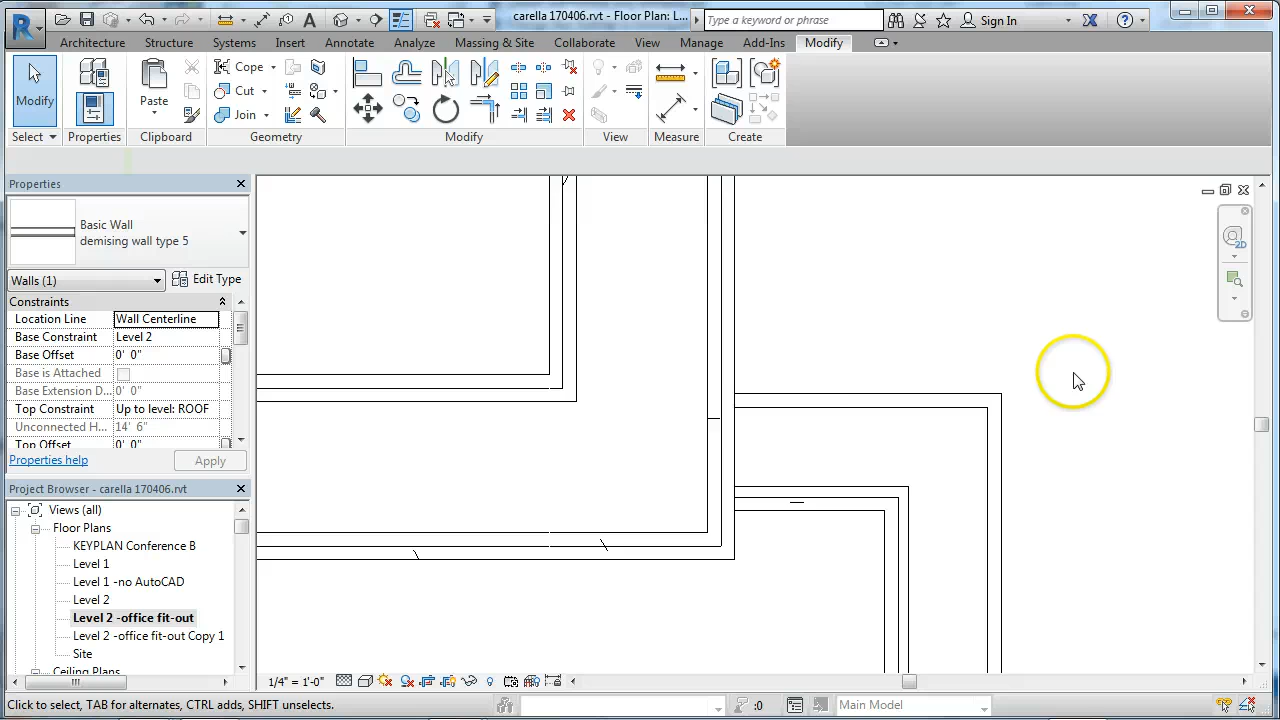 carella 170406.rvt - Floor Plan: L...
Type a keyword or phrase
Sign In
Architecture Structure Systems Insert Annotate Analyze Massing & Site Collaborate View Manage Add-Ins Modify
Modify
Paste
Cope
Cut
Join
Select Properties Clipboard Geometry Modify View Measure Create
Properties
Basic Wall
demising wall type 5
Walls (1)
Edit Type
Constraints
Location Line Wall Centerline
Base Constraint Level 2
Base Offset 0' 0"
Base is Attached
Base Extension D...  0' 0"
Top Constraint Up to level: ROOF
Unconnected H... 14' 6"
Top Offset 0' 0"
Properties help
Apply
Project Browser - carella 170406.rvt
Views (all)
Floor Plans
KEYPLAN Conference B
Level 1
Level 1 -no AutoCAD
Level 2
Level 2 -office fit-out
Level 2 -office fit-out Copy 1
Site
Ceiling Plans
2D
1/4" = 1'-0"
Click to select, TAB for alternates, CTRL adds, SHIFT unselects.
:0
Main Model